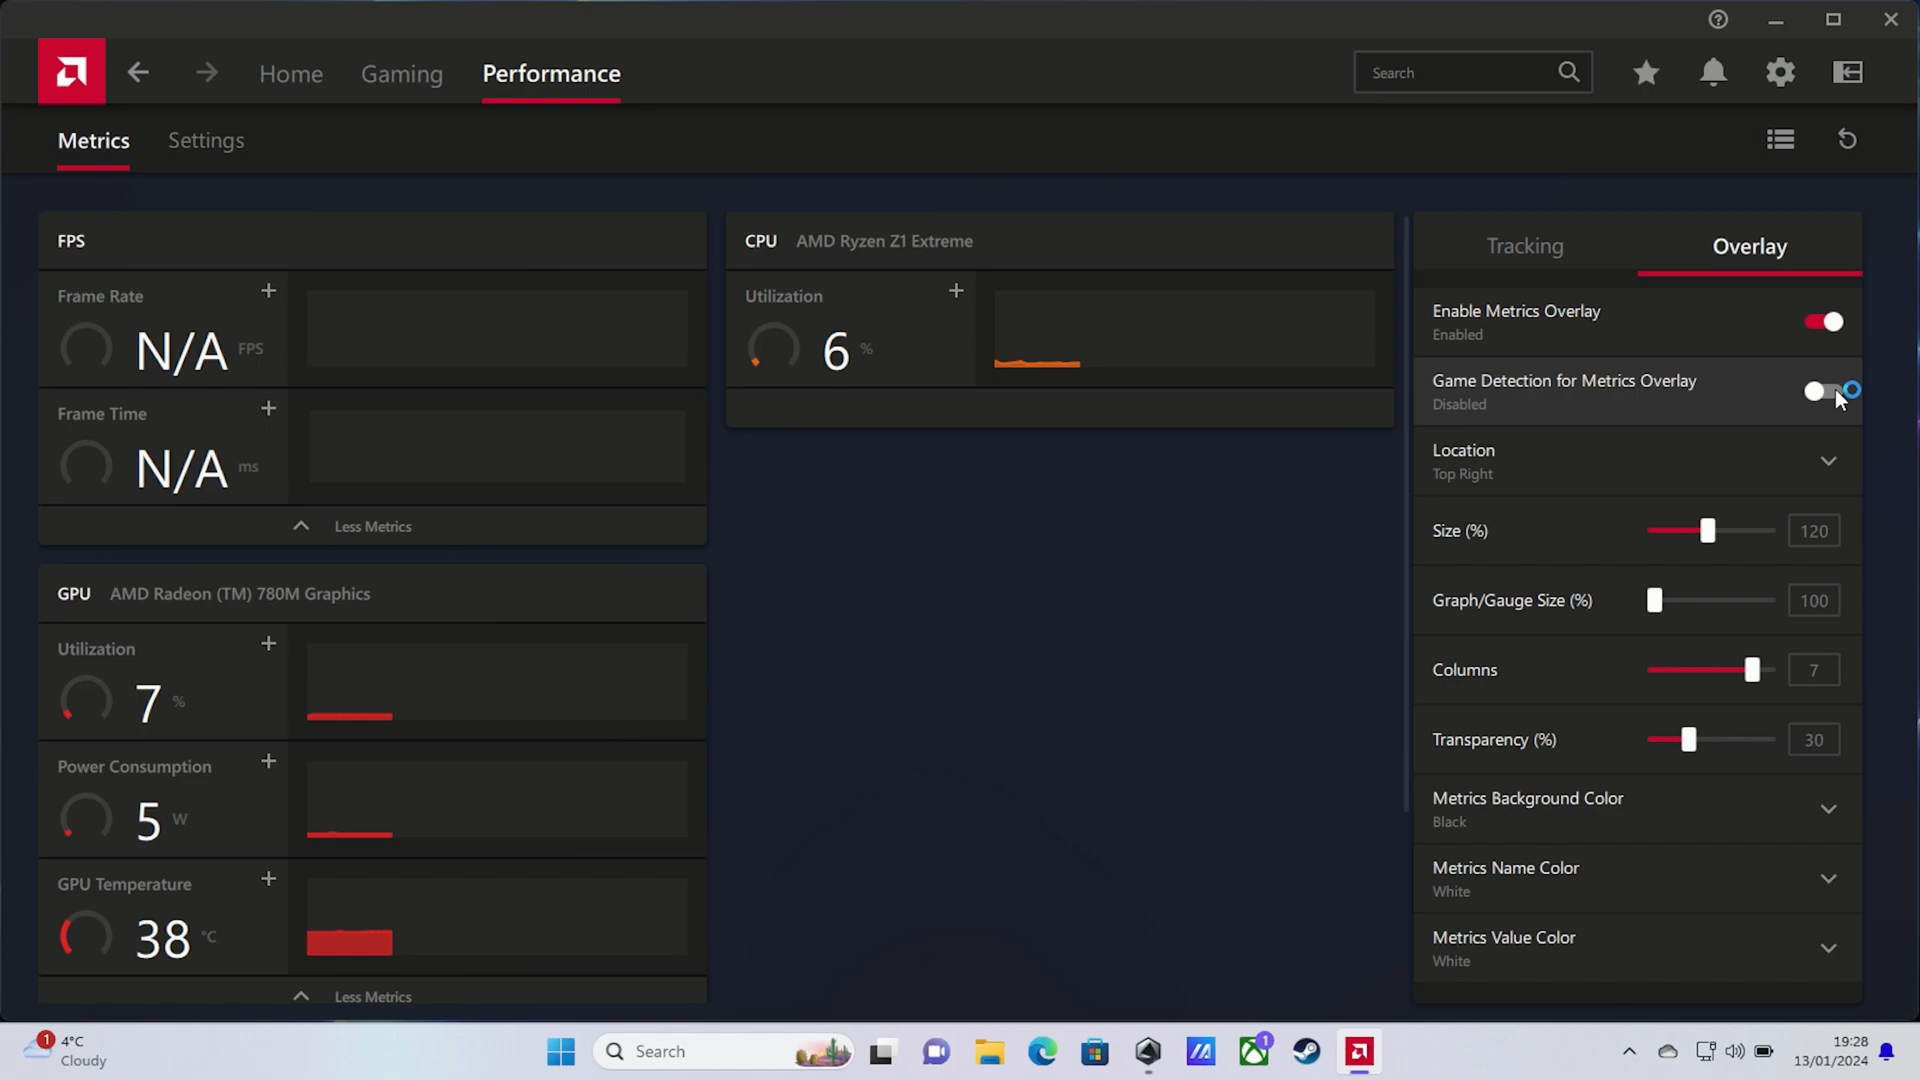 Home
Gaming
Performance
Search
Metrics
Settings
FPS
Frame Rate
N/A FPS
Frame Time
N/A ms
Less Metrics
GPU AMD Radeon (TM) 780M Graphics
Utilization
7 %
Power Consumption
5 W
GPU Temperature
38 °C
Less Metrics
CPU AMD Ryzen Z1 Extreme
Utilization
6 %
Tracking
Overlay
Enable Metrics Overlay
Enabled
Game Detection for Metrics Overlay
Disabled
Location
Top Right
Size (%) 120
Graph/Gauge Size (%) 100
Columns 7
Transparency (%) 30
Metrics Background Color
Black
Metrics Name Color
White
Metrics Value Color
White
1
4°C
Cloudy
Search
1
19:28
13/01/2024